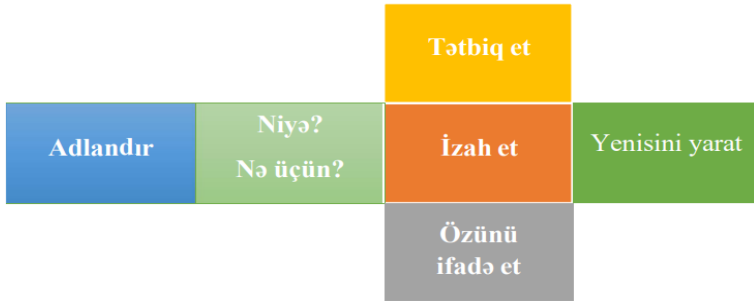 Tətbiq et
Adlandır
Niyə?
Nə üçün?
İzah et
Yenisini yarat
Özünü
ifadə et